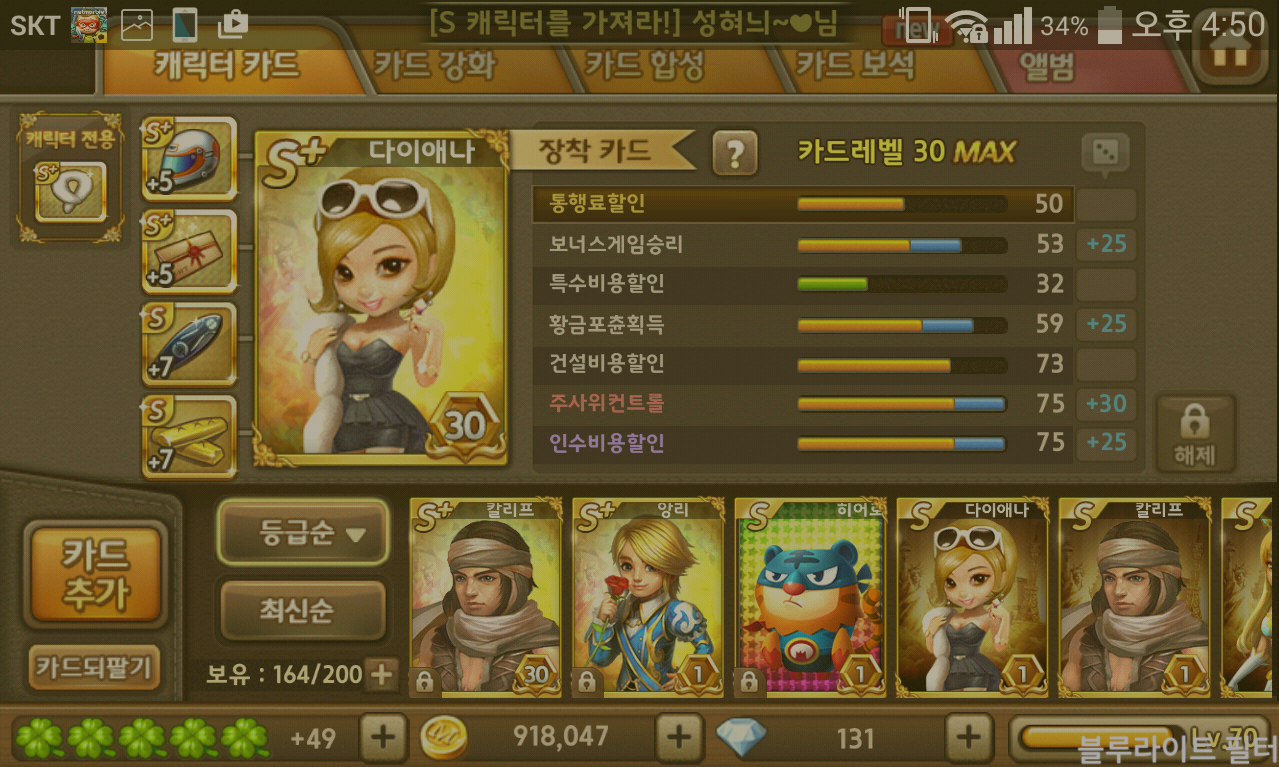 SKT
[S 캐릭터를 가져라!] 성혀늬~♥님
new
34%
오후 4:50
캐릭터 카드
카드 강화
카드 합성
카드 보석
앨범
캐릭터 전용
S+
S+
+5
S+
+5
S
+7
S
+7
S+
다이애나
30
장착 카드
?
카드레벨 30 MAX
통행료할인 50
보너스게임승리 53 +25
특수비용할인 32
황금포츈획득 59 +25
건설비용할인 73
주사위컨트롤 75 +30
인수비용할인 75 +25
해제
카드
추가
카드되팔기
등급순
최신순
보유 : 164/200 +
S+ 칼리프 30
S+ 앙리 1
S 히어로 1
S 다이애나 1
S 칼리프 1
S
+49 +
918,047 +
131 +
Lv.70
블루라이트 필터